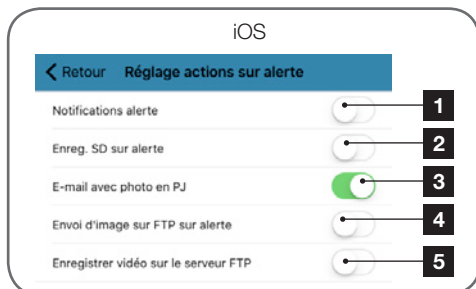 iOS
Retour Réglage actions sur alerte
Notifications alerte 1
Enreg. SD sur alerte 2
E-mail avec photo en PJ 3
Envoi d'image sur FTP sur alerte 4
Enregistrer vidéo sur le serveur FTP 5